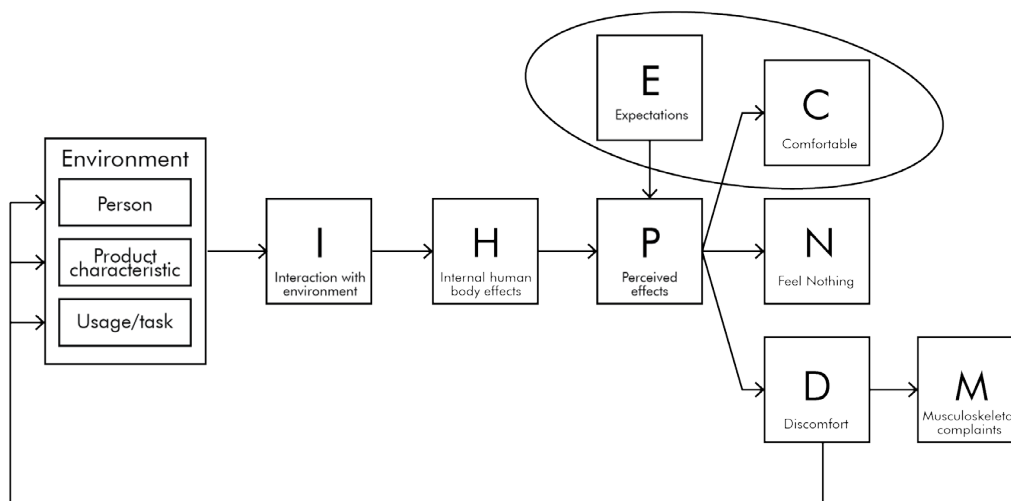 Environment
Person
Product
characteristic
Usage/task
I
Interaction with
environment
H
Internal human
body effects
E
Expectations
P
Perceived
effects
C
Comfortable
N
Feel Nothing
D
Discomfort
M
Musculoskeleta
complaints